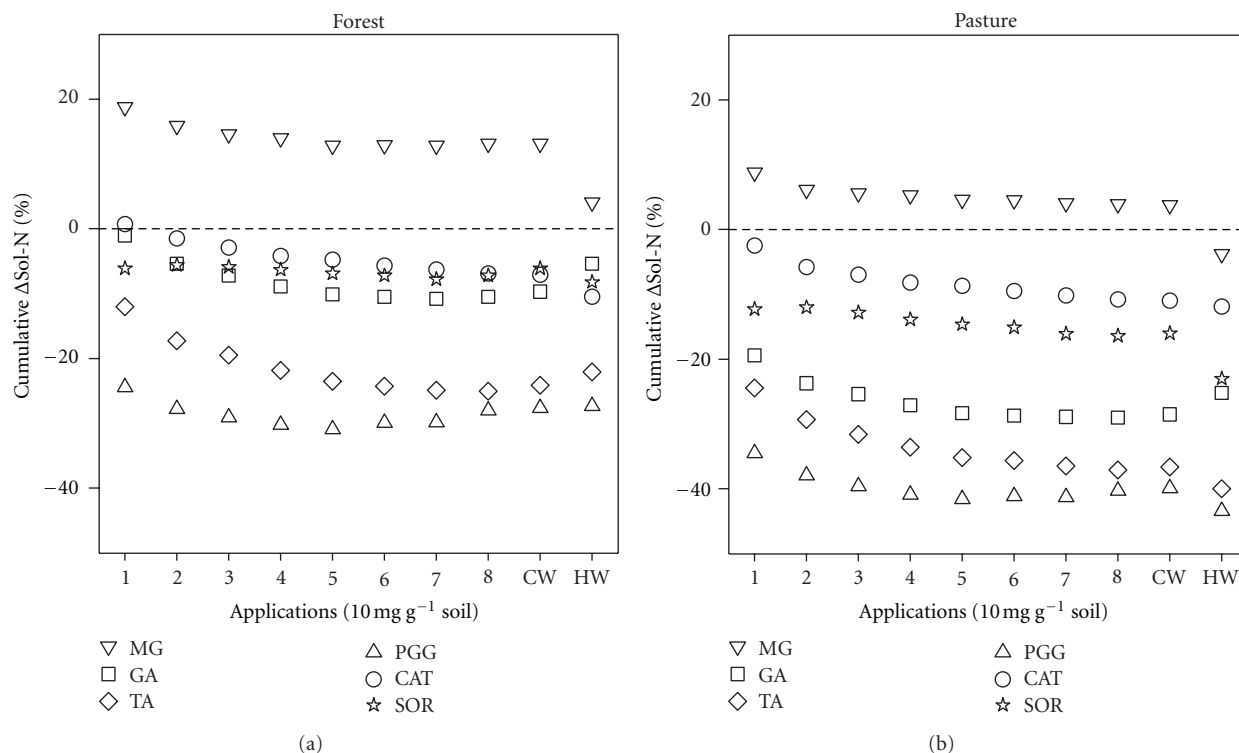 Forest
Cumulative ΔSol-N (%)
20
0
−20
−40
1 2 3 4 5 6 7 8 CW HW
Applications (10 mg g−1 soil)
MG
GA
TA
PGG
CAT
SOR
(a)
Pasture
Cumulative ΔSol-N (%)
20
0
−20
−40
1 2 3 4 5 6 7 8 CW HW
Applications (10 mg g−1 soil)
MG
GA
TA
PGG
CAT
SOR
(b)